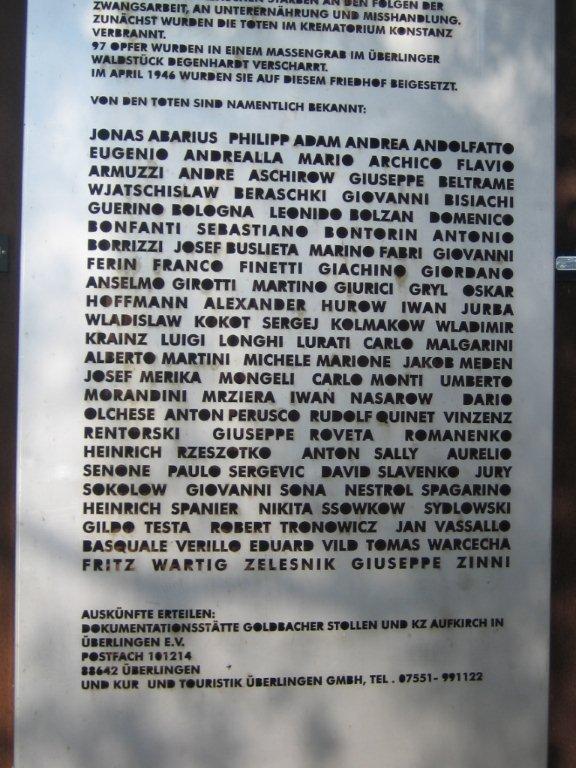 STARBEN AN DEN FOLGEN DER
ZWANGSARBEIT, AN UNTERERNÄHRUNG UND MISSHANDLUNG.
ZUNÄCHST WURDEN DIE TOTEN IM KREMATORIUM KONSTANZ
VERBRANNT.
97 OPFER WURDEN IN EINEM MASSENGRAB IM ÜBERLINGER
WALDSTÜCK DEGENHARDT VERSCHARRT.
IM APRIL 1946 WURDEN SIE AUF DIESEM FRIEDHOF BEIGESETZT.
VON DEN TOTEN SIND NAMENTLICH BEKANNT:
JONAS ABARIUS PHILIPP ADAM ANDREA ANDOLFATTO
EUGENIO ANDREALLA MARIO ARCHICO FLAVIO
ARMUZZI ANDRE ASCHIROW GIUSEPPE BELTRAME
WJATSCHISLAW BERASCHKI GIOVANNI BISIACHI
GUERINO BOLOGNA LEONIDO BOLZAN DOMENICO
BONFANTI SEBASTIANO BONTORIN ANTONIO
BORRIZZI JOSEF BUSLIETA MARINO FABRI GIOVANNI
FERIN FRANCO FINETTI GIACHINO GIORDANO
ANSELMO GIROTTI MARTINO GIURICI GRYL OSKAR
HOFFMANN ALEXANDER HUROW IWAN JURBA
WLADISLAW KOKOT SERGEJ KOLMAKOW WLADIMIR
KRAINZ LUIGI LONGHI LURATI CARLO MALGARINI
ALBERTO MARTINI MICHELE MARIONE JAKOB MEDEN
JOSEF MERIKA MONGELI CARLO MONTI UMBERTO
MORANDINI MRZIERA IWAN NASAROW DARIO
OLCHESE ANTON PERUSCO RUDOLF QUINET VINZENZ
RENTORSKI GIUSEPPE ROVETA ROMANENKO
HEINRICH RZESZOTKO ANTON SALLY AURELIO
SENONE PAULO SERGEVIC DAVID SLAVENKO JURY
SOKOLOW GIOVANNI SONA NESTROL SPAGARINO
HEINRICH SPANIER NIKITA SSOWKOW SYDLOWSKI
GILDO TESTA ROBERT TRONOWICZ JAN VASSALLO
BASQUALE VERILLO EDUARD VILD TOMAS WARCECHA
FRITZ WARTIG ZELESNIK GIUSEPPE ZINNI
AUSKÜNFTE ERTEILEN:
DOKUMENTATIONSSTÄTTE GOLDBACHER STOLLEN UND KZ AUFKIRCH IN
ÜBERLINGEN E.V.
POSTFACH 101214
88642 ÜBERLINGEN
UND KUR UND TOURISTIK ÜBERLINGEN GMBH, TEL. 07551-991122